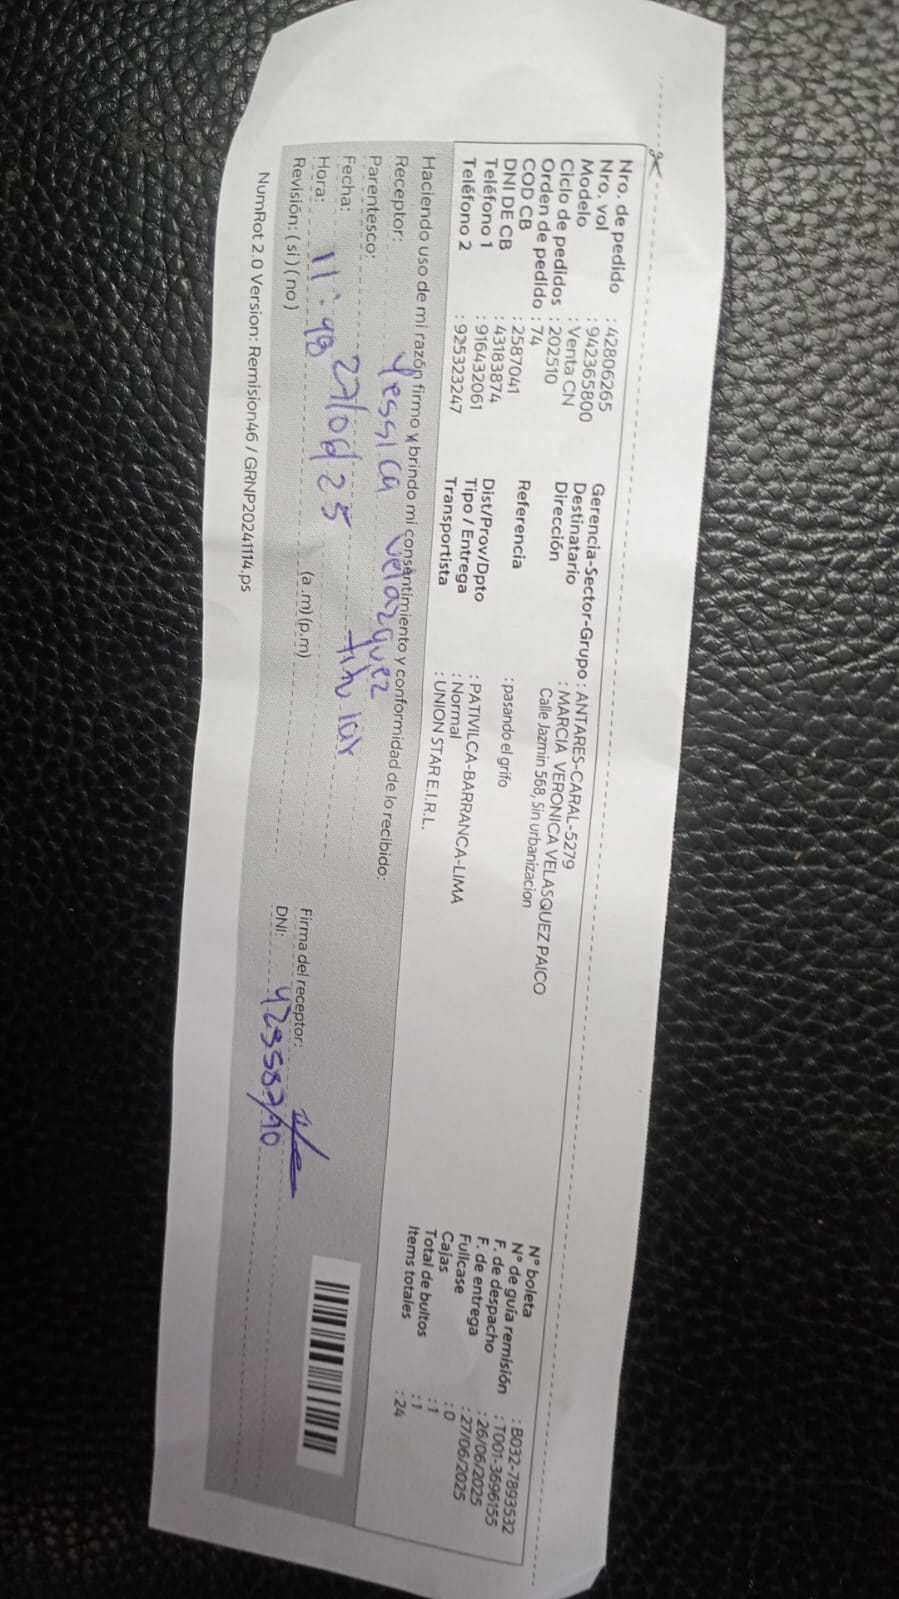 Nro. de pedido : 42806265
Nro. vol : 942365800
Modelo : Venta CN
Ciclo de pedidos : 202510
Orden de pedido : 74
COD CB : 2587041
DNI DE CB : 43183874
Teléfono 1 : 916432061
Teléfono 2 : 925323247
Gerencia-Sector-Grupo : ANTARES-CARAL-5279
Destinatario : MARCIA VERONICA VELASQUEZ PAICO
Dirección Calle Jazmin 568, Sin urbanizacion
Referencia : pasando el grifo
Dist/Prov/Dpto : PATIVILCA-BARRANCA-LIMA
Tipo / Entrega : Normal
Transportista : UNION STAR E.I.R.L.
N° boleta : B032-7893532
N° de guía remisión : T001-3696155
F. de despacho : 26/06/2025
F. de entrega : 27/06/2025
Fullcase : 0
Cajas : 1
Total de bultos : 1
Items totales : 24
Haciendo uso de mi razón firmo y brindo mi consentimiento y conformidad de lo recibido:
Receptor: Yessica Velazquez
Parentesco: titular
Fecha: 27/06/25
Hora: 11:48 (a .m) (p.m)
Revisión: ( si ) ( no )
Firma del receptor:
DNI:
NumRot 2.0 Version: Remision46 / GRNP20241114.ps